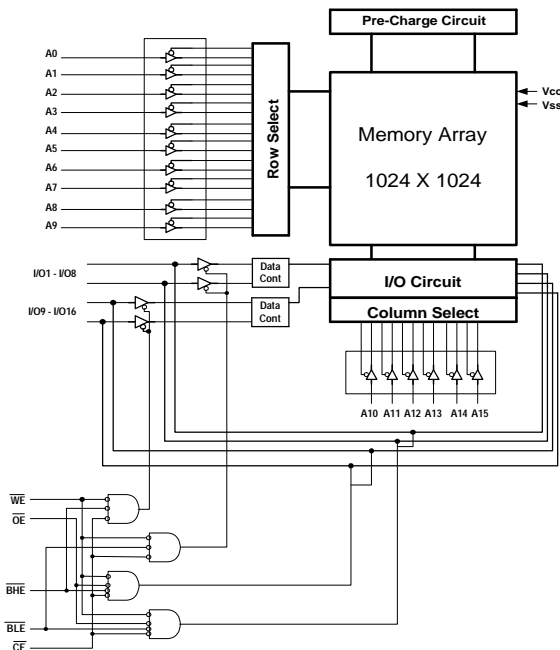 Pre-Charge Circuit
A0
A1
A2
A3
A4
A5
A6
A7
A8
A9
Row Select
Memory Array
1024 X 1024
Vcc
Vss
I/O1 - I/O8
I/O9 - I/O16
Data
Cont
Data
Cont
I/O Circuit
Column Select
A10 A11 A12 A13 A14 A15
WE
OE
BHE
BLE
CE